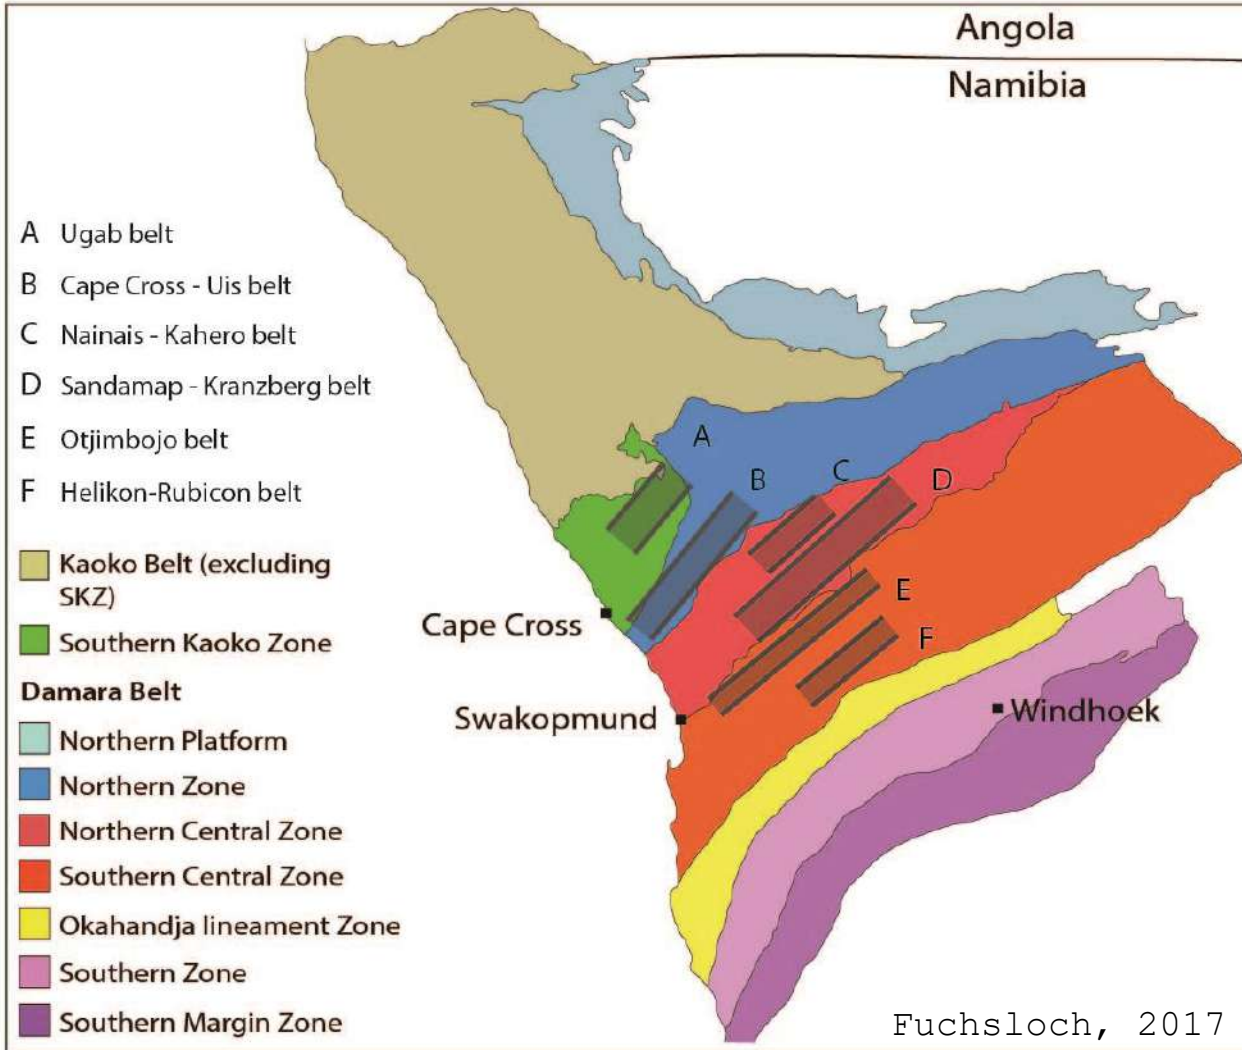 Angola
Namibia
A Ugab belt
B Cape Cross - Uis belt
C Nainais - Kahero belt
D Sandamap - Kranzberg belt
E Otjimbojo belt
F Helikon-Rubicon belt
Kaoko Belt (excluding
SKZ)
Southern Kaoko Zone
Damara Belt
Northern Platform
Northern Zone
Northern Central Zone
Southern Central Zone
Okahandja lineament Zone
Southern Zone
Southern Margin Zone
A
B
C
D
E
F
Cape Cross
Swakopmund
Windhoek
Fuchsloch, 2017